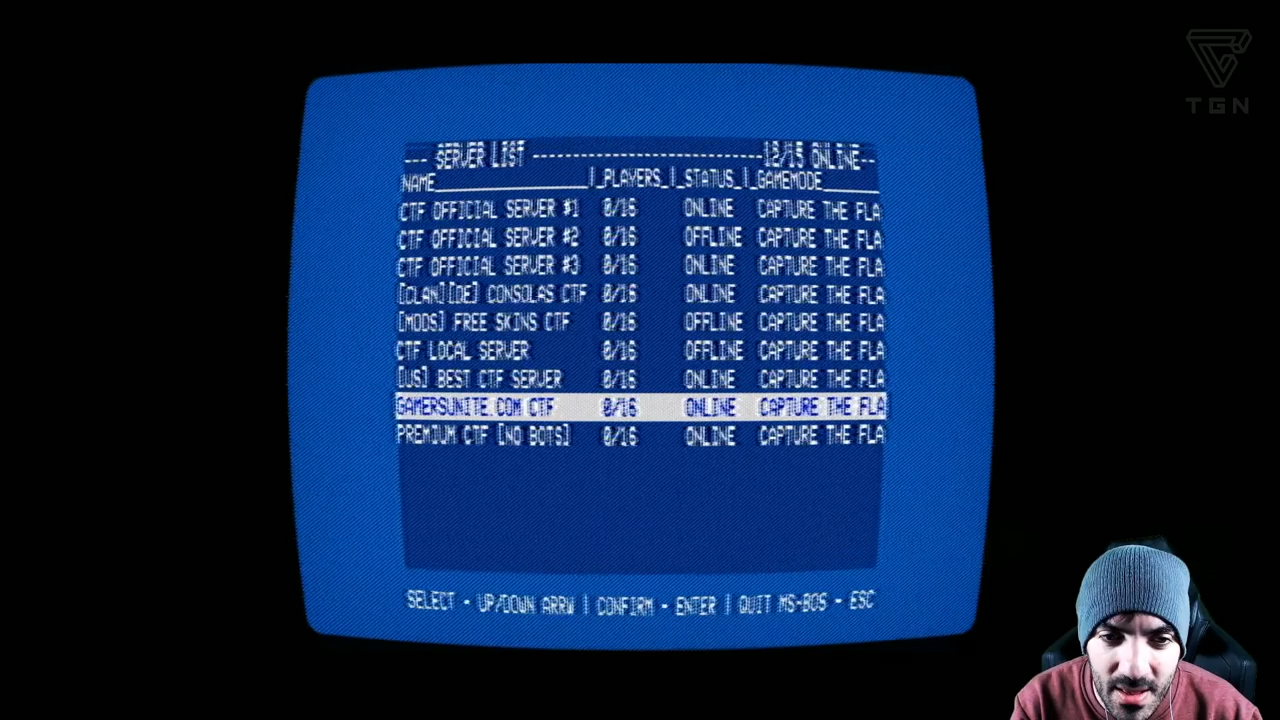 TGN
--- SERVER LIST ----------------------------12/15 ONLINE--
NAME_______________|_PLAYERS_|_STATUS_|_GAMEMODE______
CTF OFFICIAL SERVER #1 0/16 ONLINE CAPTURE THE FLA
CTF OFFICIAL SERVER #2 0/16 OFFLINE CAPTURE THE FLA
CTF OFFICIAL SERVER #3 0/16 ONLINE CAPTURE THE FLA
[CLAN][DE] CONSOLAS CTF 0/16 ONLINE CAPTURE THE FLA
[MODS] FREE SKINS CTF 0/16 OFFLINE CAPTURE THE FLA
CTF LOCAL SERVER 0/16 OFFLINE CAPTURE THE FLA
[US] BEST CTF SERVER 0/16 ONLINE CAPTURE THE FLA
GAMERSUNITE.COM CTF 0/16 ONLINE CAPTURE THE FLA
PREMIUM CTF [NO BOTS] 0/16 ONLINE CAPTURE THE FLA
SELECT - UP/DOWN ARRW | CONFIRM - ENTER | QUIT MS-BOS - ESC